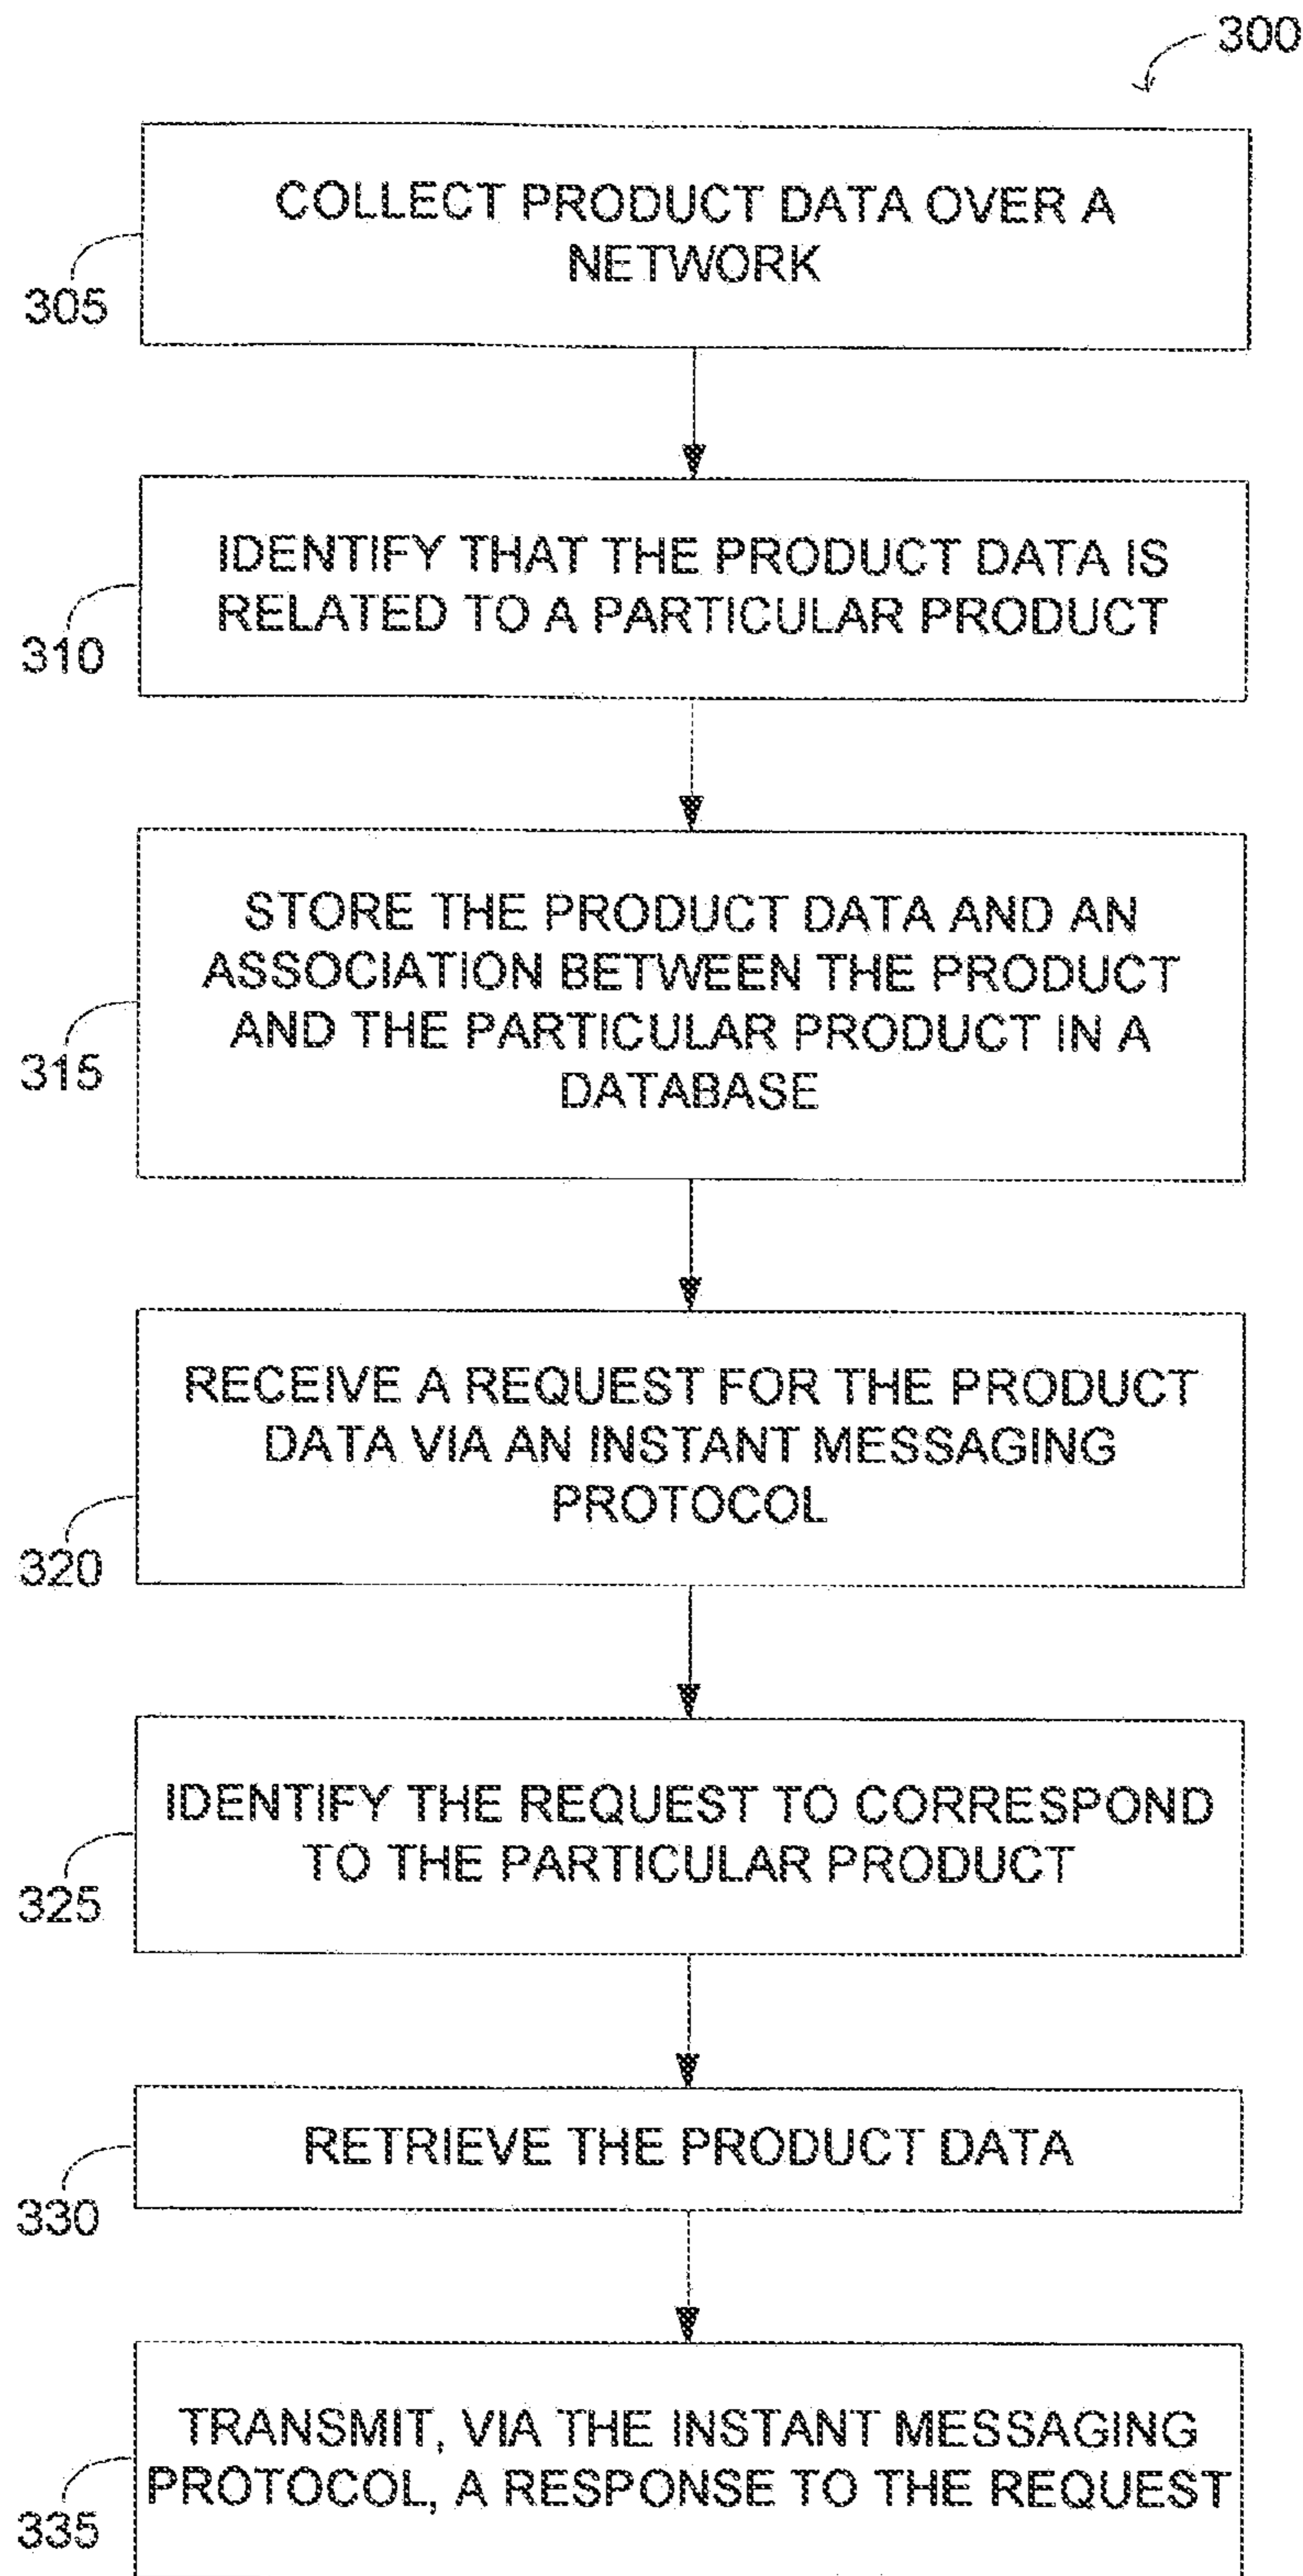 300
COLLECT PRODUCT DATA OVER A
NETWORK
305
IDENTIFY THAT THE PRODUCT DATA IS
RELATED TO A PARTICULAR PRODUCT
310
STORE THE PRODUCT DATA AND AN
ASSOCIATION BETWEEN THE PRODUCT
AND THE PARTICULAR PRODUCT IN A
DATABASE
315
RECEIVE A REQUEST FOR THE PRODUCT
DATA VIA AN INSTANT MESSAGING
PROTOCOL
320
IDENTIFY THE REQUEST TO CORRESPOND
TO THE PARTICULAR PRODUCT
325
RETRIEVE THE PRODUCT DATA
330
TRANSMIT, VIA THE INSTANT MESSAGING
PROTOCOL, A RESPONSE TO THE REQUEST
335